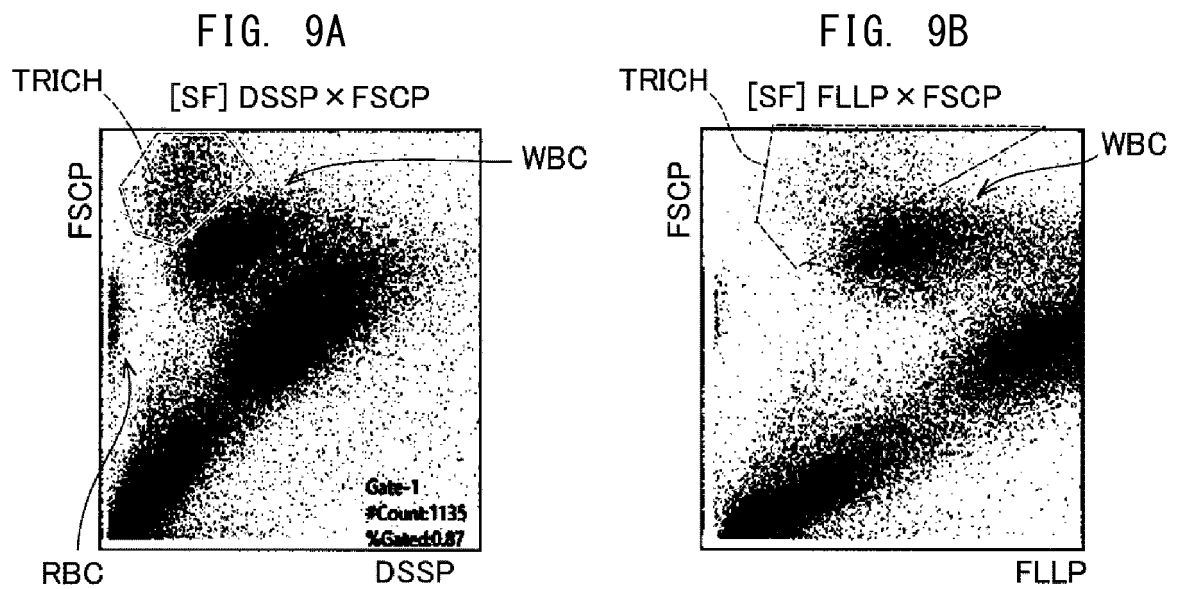 FIG. 9A
TRICH
[SF] DSSP×FSCP
WBC
FSCP
Gate-1
#Count:1135
%Gated:0.87
RBC
DSSP
FIG. 9B
TRICH
[SF] FLLP×FSCP
WBC
FSCP
FLLP